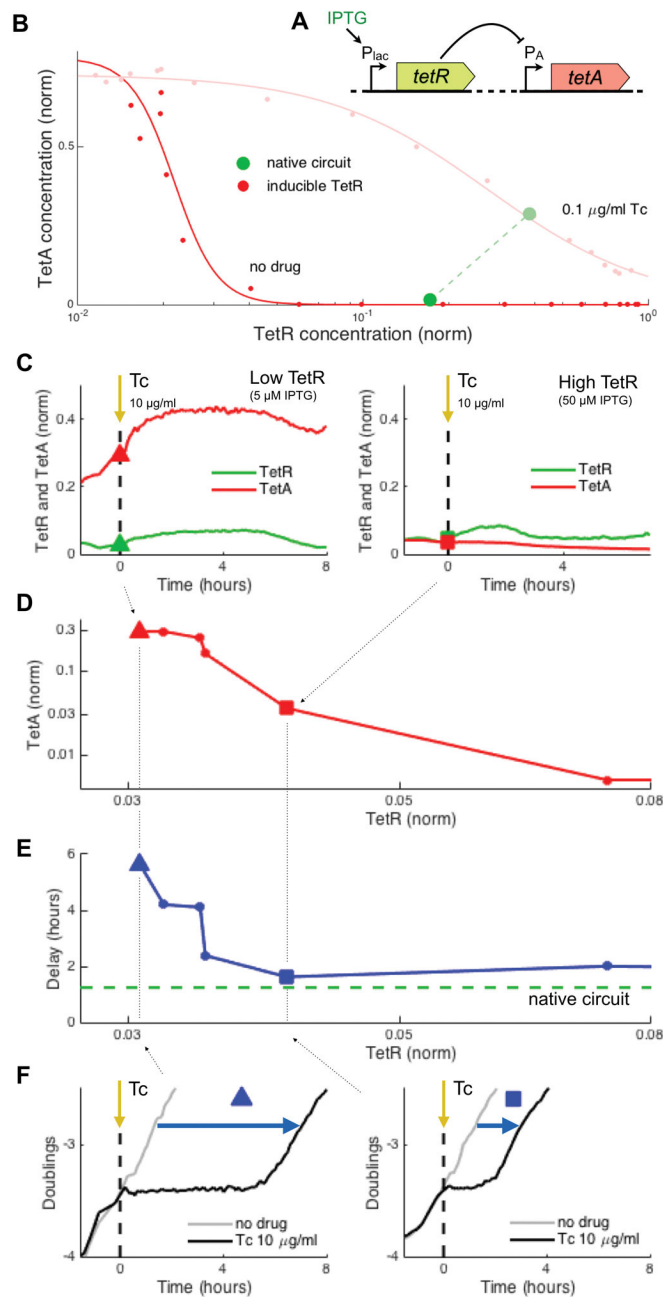 B
A
IPTG
P_lac
tetR
P_A
tetA
TetA concentration (norm)
0.5
0
native circuit
inducible TetR
no drug
0.1 µg/ml Tc
10^-2
10^-1
10^0
TetR concentration (norm)
C
TetR and TetA (norm)
0.4
0.2
0
Tc
10 µg/ml
Low TetR
(5 µM IPTG)
TetR
TetA
0
4
8
Time (hours)
TetR and TetA (norm)
0.4
0.2
0
Tc
10 µg/ml
High TetR
(50 µM IPTG)
TetR
TetA
0
4
Time (hours)
D
TetA (norm)
0.3
0.1
0.03
0.01
0.03
0.05
0.08
TetR (norm)
E
Delay (hours)
6
4
2
0
native circuit
0.03
0.05
0.08
TetR (norm)
F
Doublings
-3
-4
Tc
no drug
Tc 10 µg/ml
0
4
8
Time (hours)
Doublings
-3
-4
Tc
no drug
Tc 10 µg/ml
0
4
8
Time (hours)